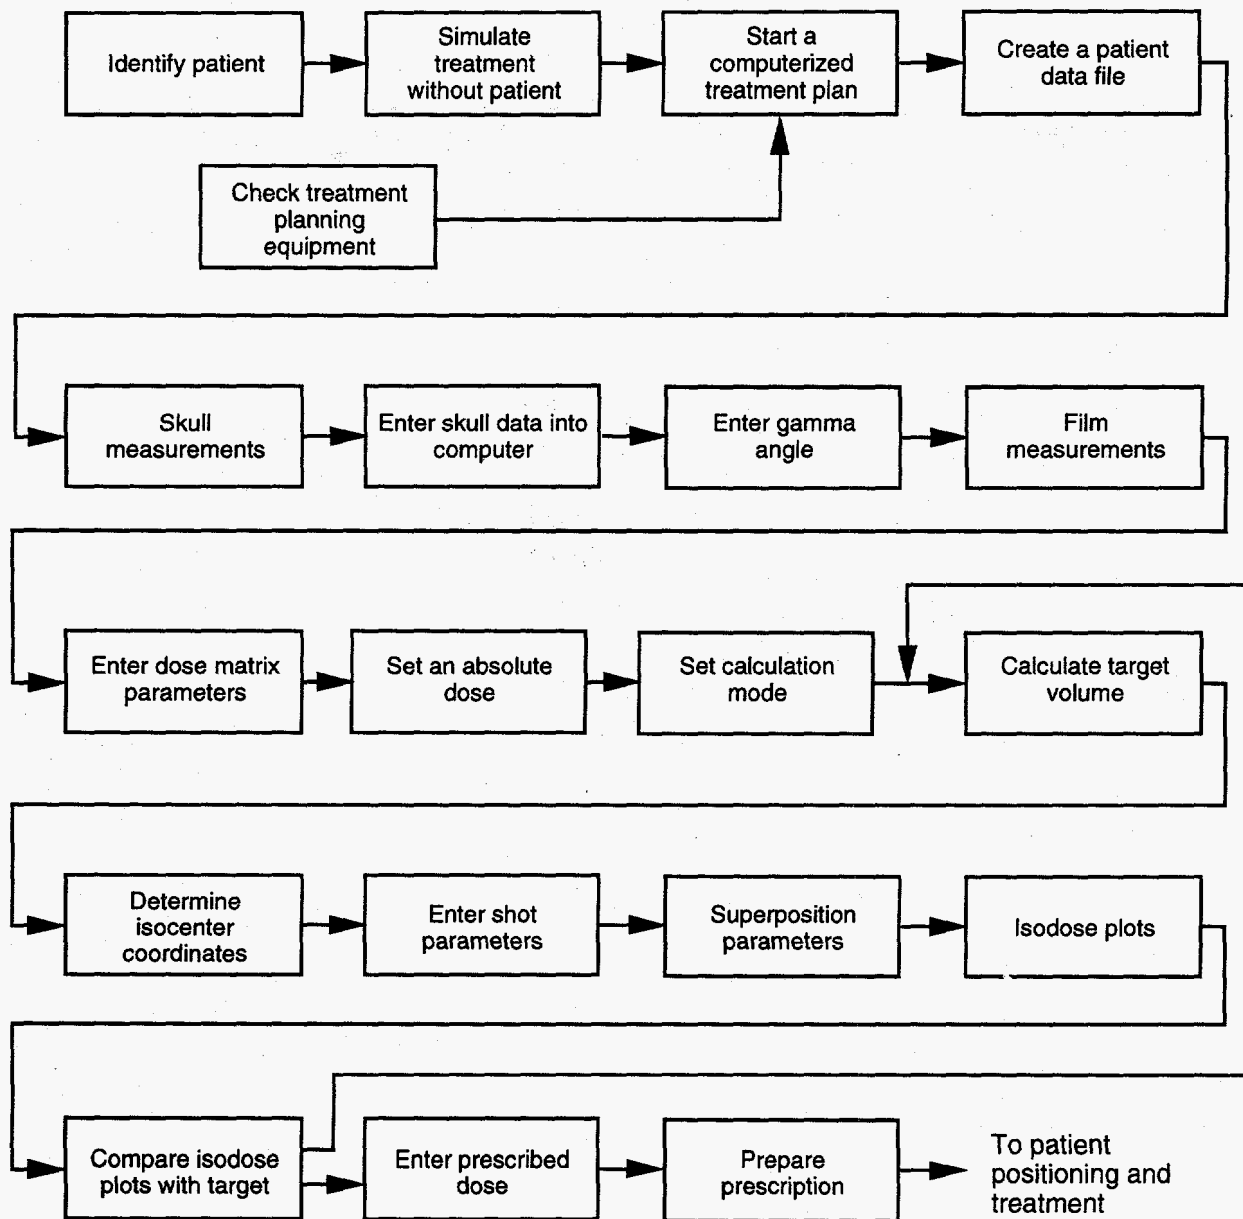 Identify patient
Simulate
treatment
without patient
Start a
computerized
treatment plan
Create a patient
data file
Check treatment
planning
equipment
Skull
measurements
Enter skull data into
computer
Enter gamma
angle
Film
measurements
Enter dose matrix
parameters
Set an absolute
dose
Set calculation
mode
Calculate target
volume
Determine
isocenter
coordinates
Enter shot
parameters
Superposition
parameters
Isodose plots
Compare isodose
plots with target
Enter prescribed
dose
Prepare
prescription
To patient
positioning and
treatment